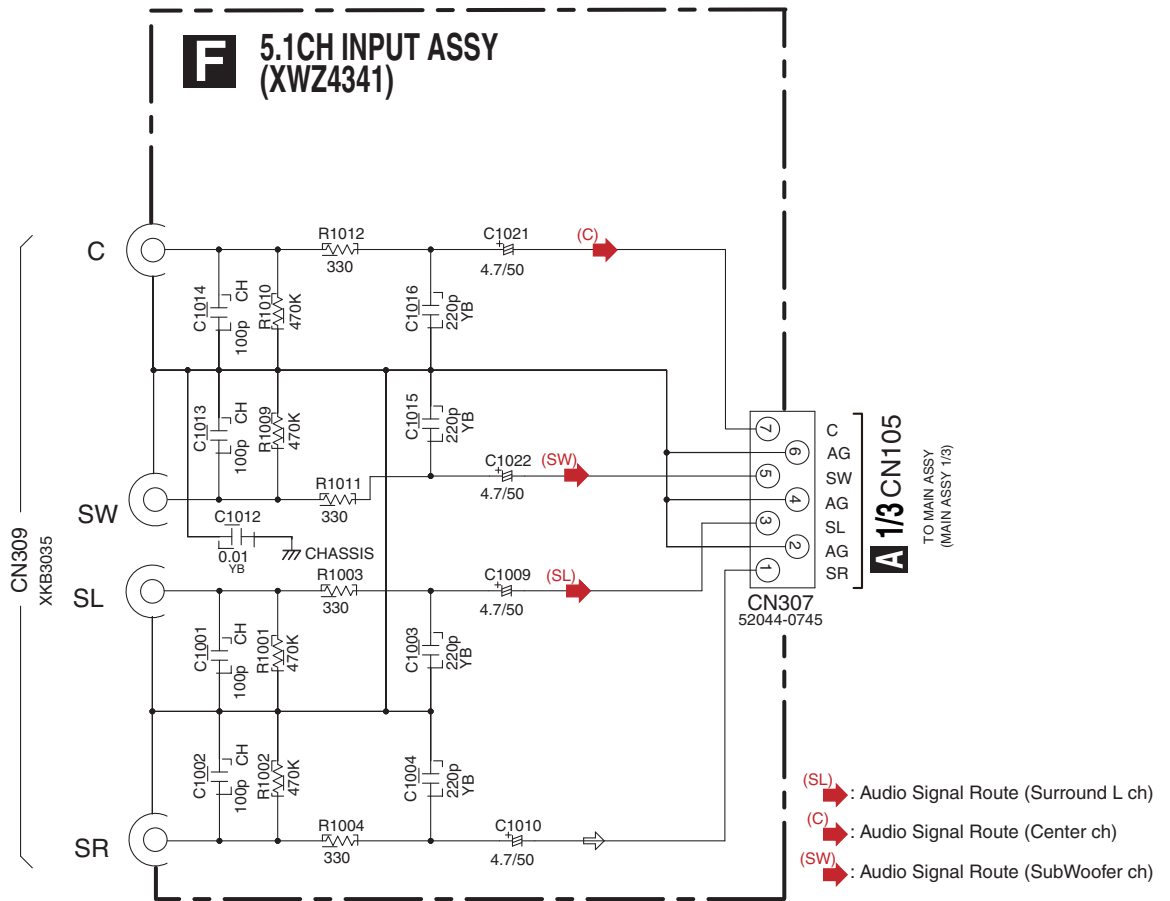 F
5.1CH INPUT ASSY
(XWZ4341)
CN309
XKB3035
C
R1012
330
C1021
4.7/50
(C)
C1014
100p
CH
R1010
470K
C1016
220p
YB
C1013
100p
CH
R1009
470K
C1015
220p
YB
C1022
4.7/50
(SW)
SW
R1011
330
C1012
0.01
YB
CHASSIS
SL
R1003
330
C1009
4.7/50
(SL)
C1001
100p
CH
R1001
470K
C1003
220p
YB
C1002
100p
CH
R1002
470K
C1004
220p
YB
SR
R1004
330
C1010
4.7/50
7 C
6 AG
5 SW
4 AG
3 SL
2 AG
1 SR
CN307
52044-0745
A 1/3 CN105
TO MAIN ASSY
(MAIN ASSY 1/3)
(SL)
: Audio Signal Route (Surround L ch)
(C)
: Audio Signal Route (Center ch)
(SW)
: Audio Signal Route (SubWoofer ch)